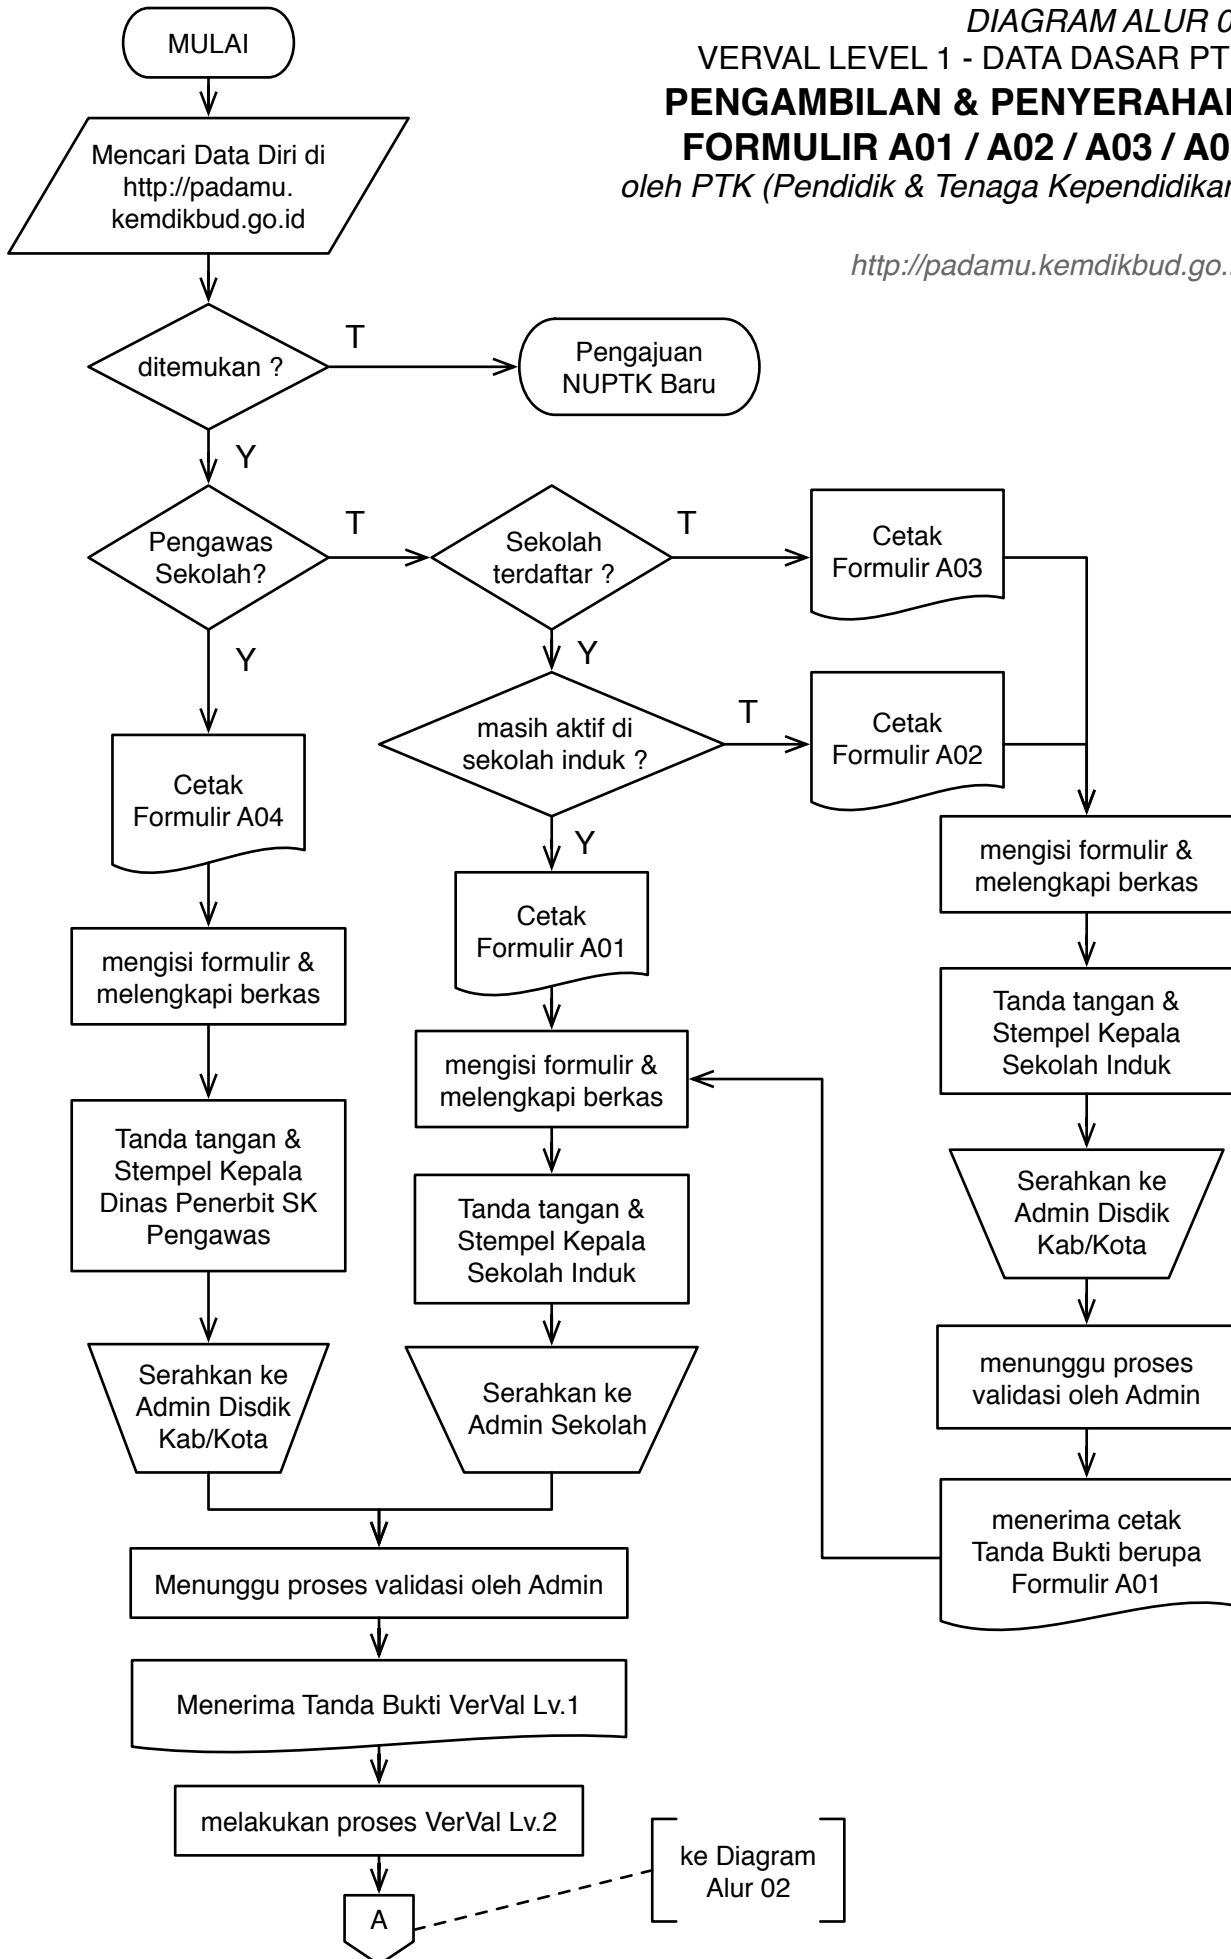 DIAGRAM ALUR 0
VERVAL LEVEL 1 - DATA DASAR PT
PENGAMBILAN & PENYERAHAN
FORMULIR A01 / A02 / A03 / A0
oleh PTK (Pendidik & Tenaga Kependidikan
http://padamu.kemdikbud.go.i
MULAI
Mencari Data Diri di
http://padamu.
kemdikbud.go.id
ditemukan ?
T
Pengajuan
NUPTK Baru
Y
Pengawas
Sekolah?
T
Sekolah
terdaftar ?
T
Cetak
Formulir A03
Y
Y
masih aktif di
sekolah induk ?
T
Cetak
Formulir A02
Cetak
Formulir A04
Y
mengisi formulir &
melengkapi berkas
Cetak
Formulir A01
mengisi formulir &
melengkapi berkas
Tanda tangan &
Stempel Kepala
Sekolah Induk
mengisi formulir &
melengkapi berkas
Tanda tangan &
Stempel Kepala
Dinas Penerbit SK
Pengawas
Tanda tangan &
Stempel Kepala
Sekolah Induk
Serahkan ke
Admin Disdik
Kab/Kota
Serahkan ke
Admin Disdik
Kab/Kota
Serahkan ke
Admin Sekolah
menunggu proses
validasi oleh Admin
menerima cetak
Tanda Bukti berupa
Formulir A01
Menunggu proses validasi oleh Admin
Menerima Tanda Bukti VerVal Lv.1
melakukan proses VerVal Lv.2
ke Diagram
Alur 02
A